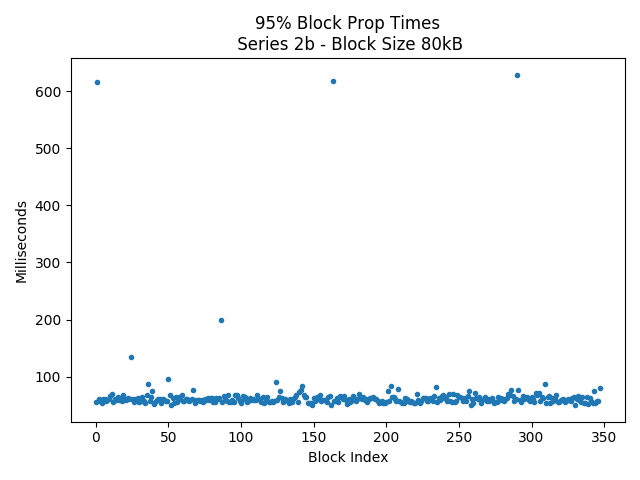 95% Block Prop Times
Series 2b - Block Size 80kB
600
500
400
300
200
100
Milliseconds
0 50 100 150 200 250 300 350
Block Index